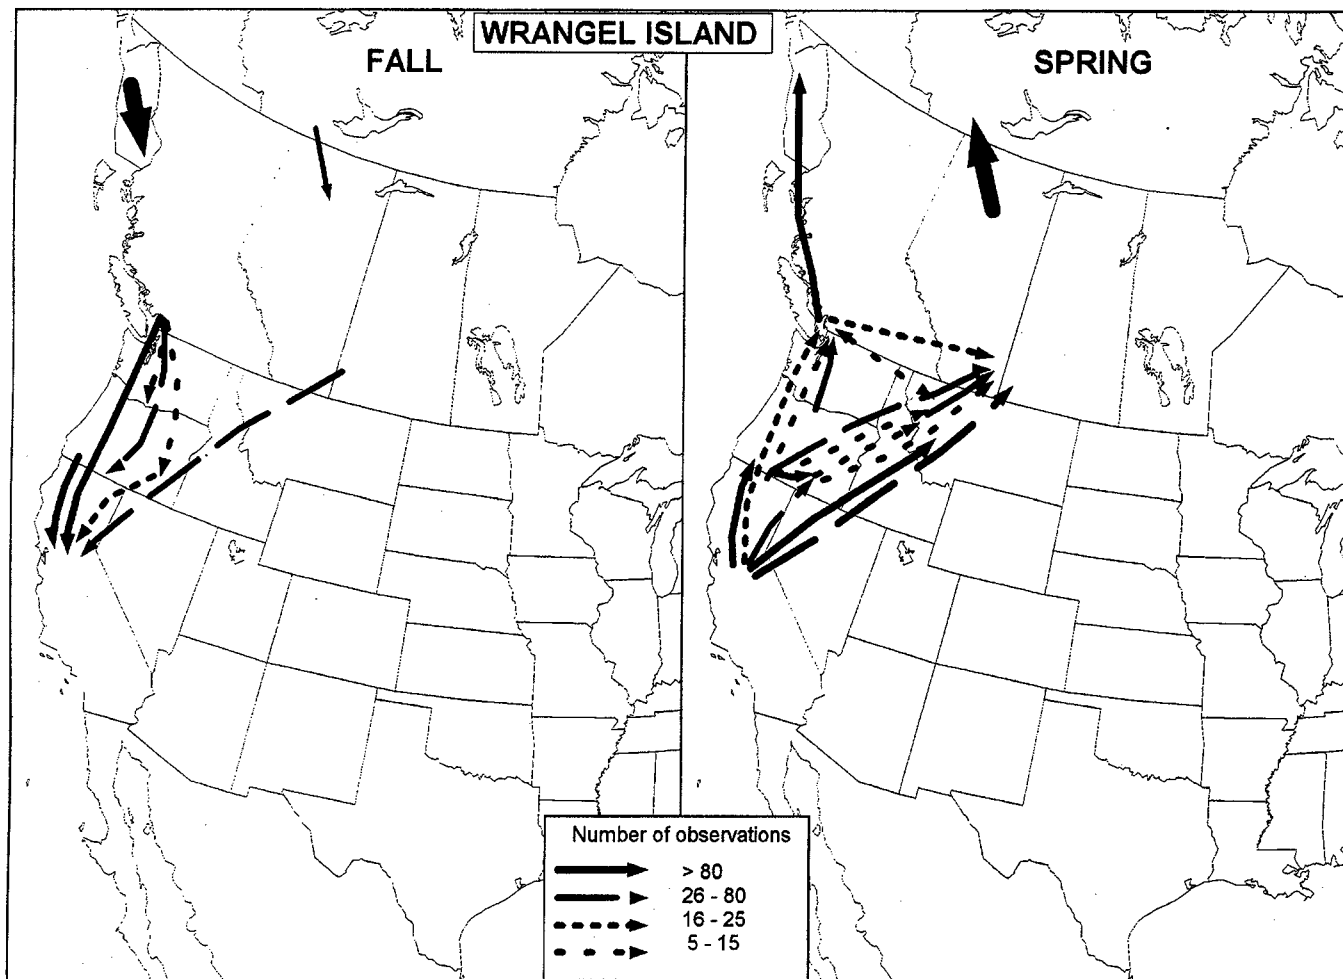 WRANGEL ISLAND
FALL
SPRING
Number of observations
> 80
26 - 80
16 - 25
5 - 15